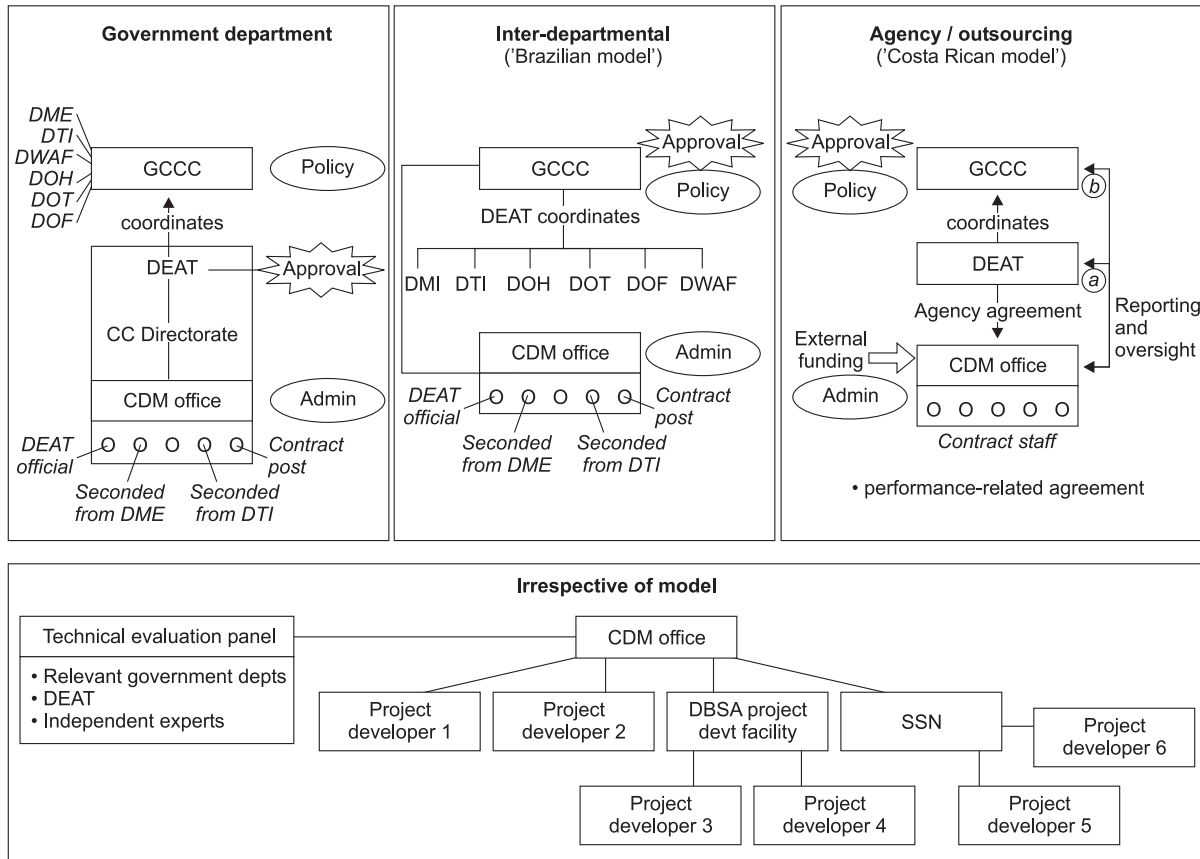 Government department
DME
DTI
DWAF
DOH
DOT
DOF
GCCC
Policy
coordinates
DEAT
Approval
CC Directorate
CDM office
Admin
DEAT
official
O O O O O
Contract
post
Seconded
from DME
Seconded
from DTI
Inter-departmental
('Brazilian model')
Approval
GCCC
Policy
DEAT coordinates
DMI DTI DOH DOT DOF DWAF
CDM office
Admin
DEAT
official
O O O O O
Contract
post
Seconded
from DME
Seconded
from DTI
Agency / outsourcing
('Costa Rican model')
Approval
Policy
GCCC
b
coordinates
DEAT
a
Agency agreement
Reporting
and
oversight
External
funding
CDM office
Admin
O O O O O
Contract staff
• performance-related agreement
Irrespective of model
Technical evaluation panel
• Relevant government depts
• DEAT
• Independent experts
CDM office
Project
developer 1
Project
developer 2
DBSA project
devt facility
SSN
Project
developer 6
Project
developer 3
Project
developer 4
Project
developer 5